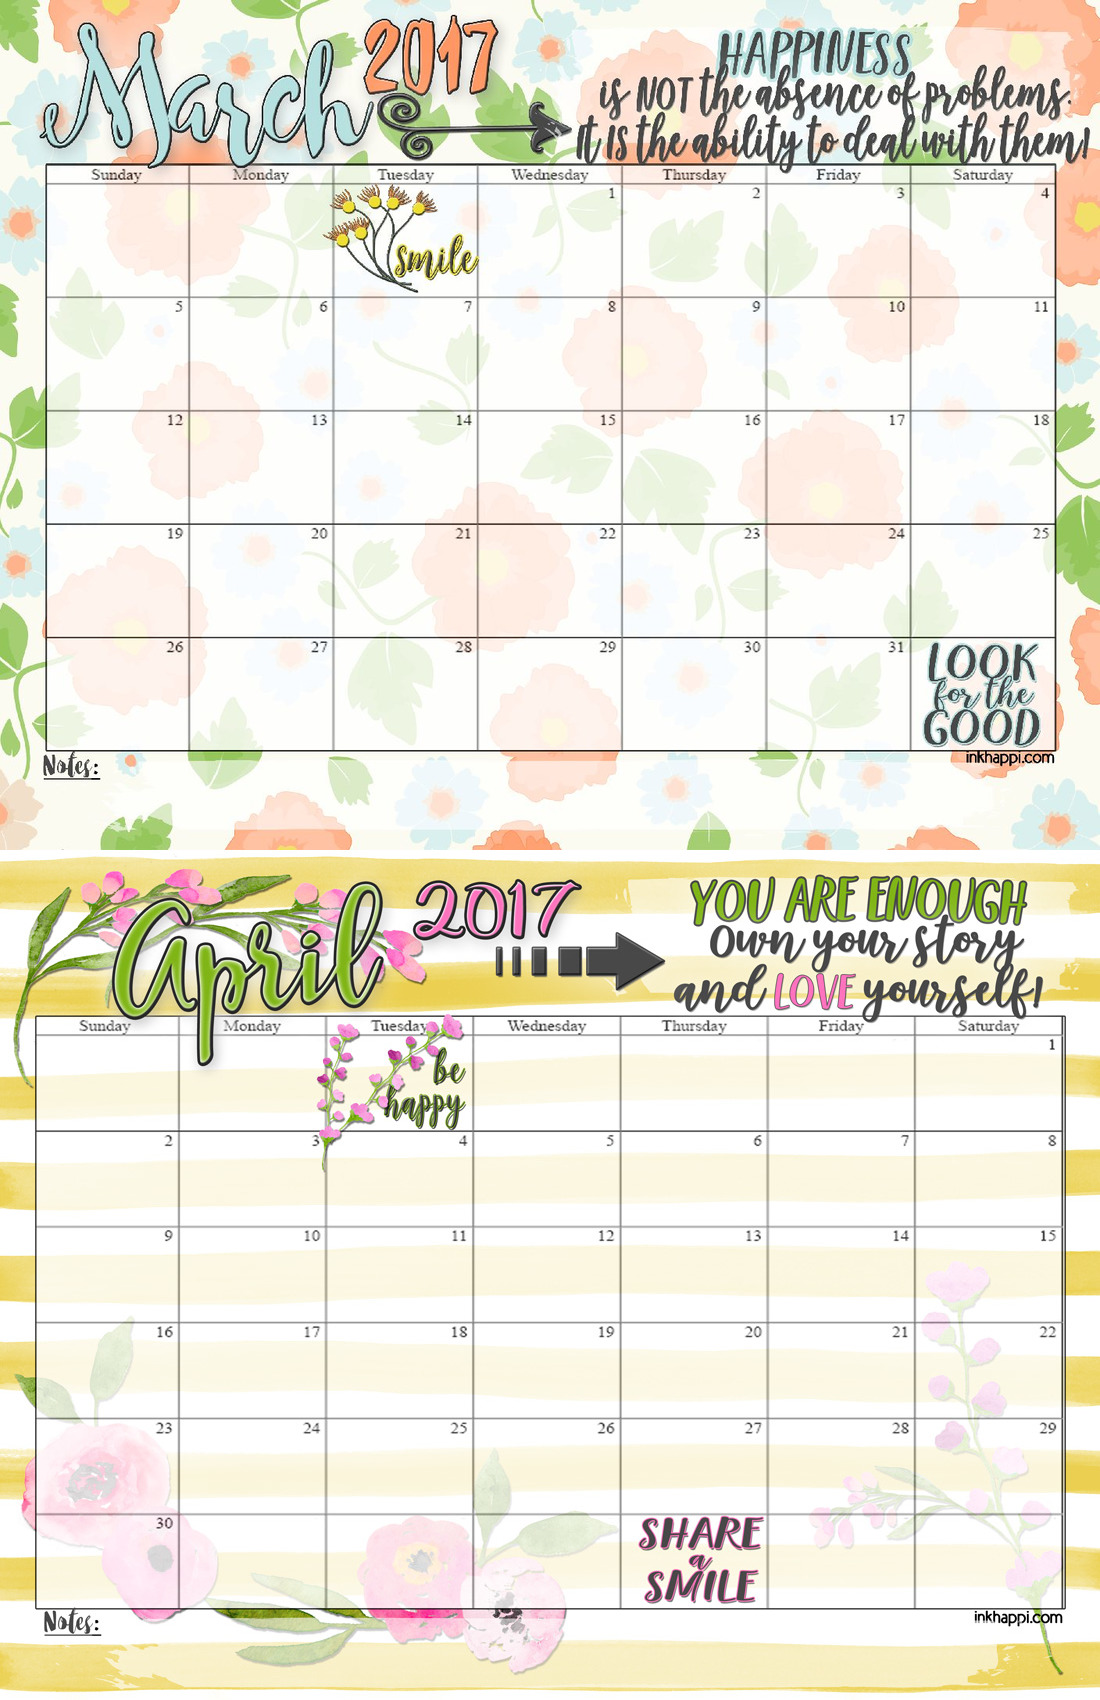 March 2017
HAPPINESS
is NOT the absence of problems.
It IS the ability to deal with them!
Sunday Monday Tuesday Wednesday Thursday Friday Saturday
1 2 3 4
smile
5 6 7 8 9 10 11
12 13 14 15 16 17 18
19 20 21 22 23 24 25
26 27 28 29 30 31
LOOK
for the
GOOD
Notes:
inkhappi.com
April 2017
YOU ARE ENOUGH
Own your story
and LOVE yourself!
Sunday Monday Tuesday Wednesday Thursday Friday Saturday
1
be
happy
2 3 4 5 6 7 8
9 10 11 12 13 14 15
16 17 18 19 20 21 22
23 24 25 26 27 28 29
30
SHARE
a
SMILE
Notes:
inkhappi.com